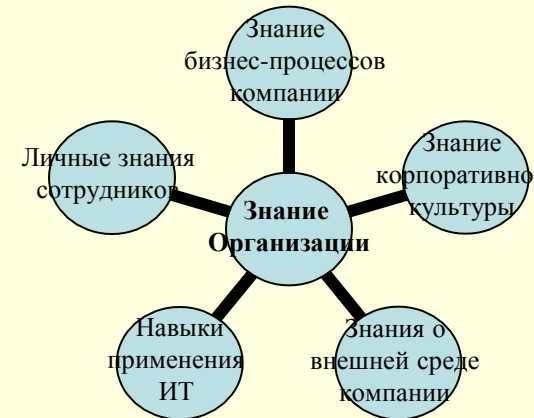 Знание
бизнес-процессов
компании
Знание
корпоративно
культуры
Личные знания
сотрудников
Знание
Организации
Навыки
применения
ИТ
Знания о
внешней среде
компании